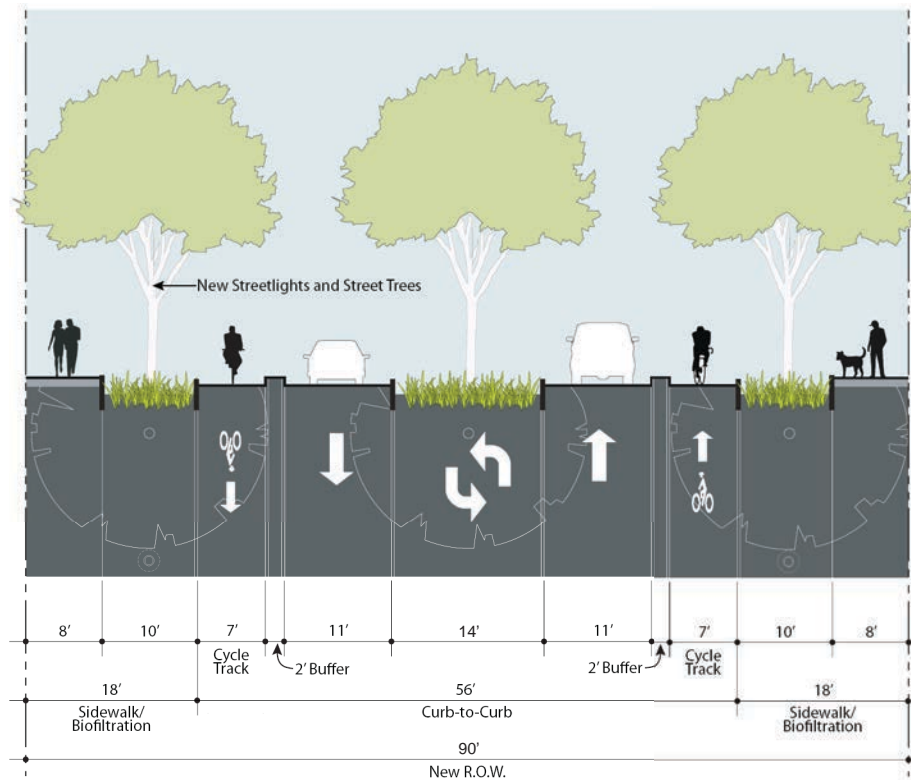 New Streetlights and Street Trees
8′ 10′ 7′ 11′ 14′ 11′ 7′ 10′ 8′
Cycle
Track
2′ Buffer
2′ Buffer
Cycle
Track
18′ 56′ 18′
Sidewalk/
Biofiltration
Curb-to-Curb
Sidewalk/
Biofiltration
90′
New R.O.W.